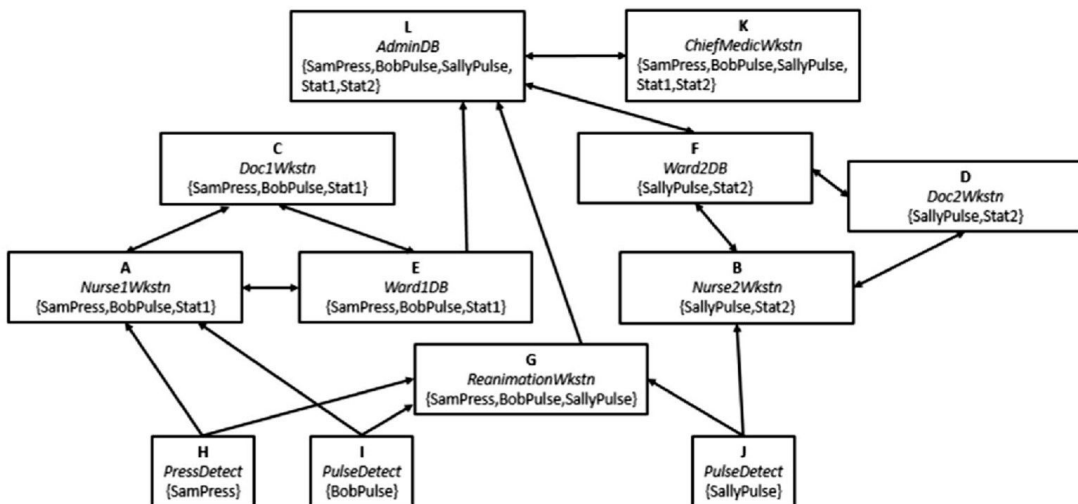 L
AdminDB
{SamPress,BobPulse,SallyPulse,
Stat1,Stat2}
K
ChiefMedicWkstn
{SamPress,BobPulse,SallyPulse,
Stat1,Stat2}
C
Doc1Wkstn
{SamPress,BobPulse,Stat1}
F
Ward2DB
{SallyPulse,Stat2}
D
Doc2Wkstn
{SallyPulse,Stat2}
A
Nurse1Wkstn
{SamPress,BobPulse,Stat1}
E
Ward1DB
{SamPress,BobPulse,Stat1}
B
Nurse2Wkstn
{SallyPulse,Stat2}
G
ReanimationWkstn
{SamPress,BobPulse,SallyPulse}
H
PressDetect
{SamPress}
I
PulseDetect
{BobPulse}
J
PulseDetect
{SallyPulse}